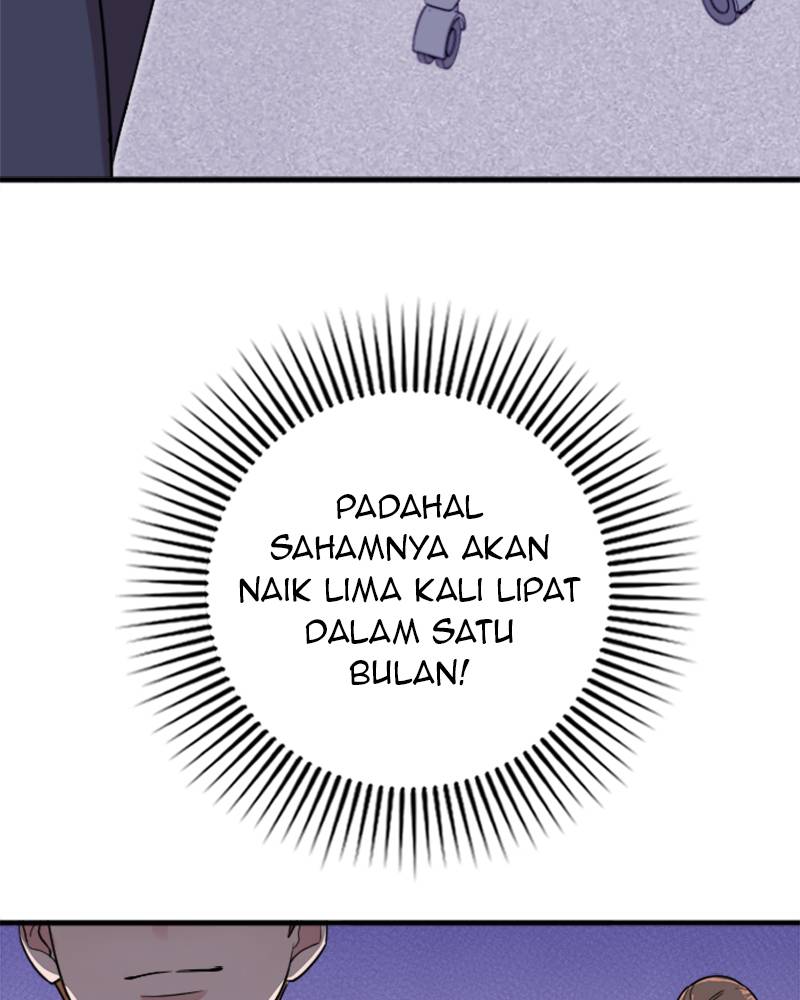 PADAHAL
SAHAMNYA AKAN
NAIK LIMA KALI LIPAT
DALAM SATU
BULAN!